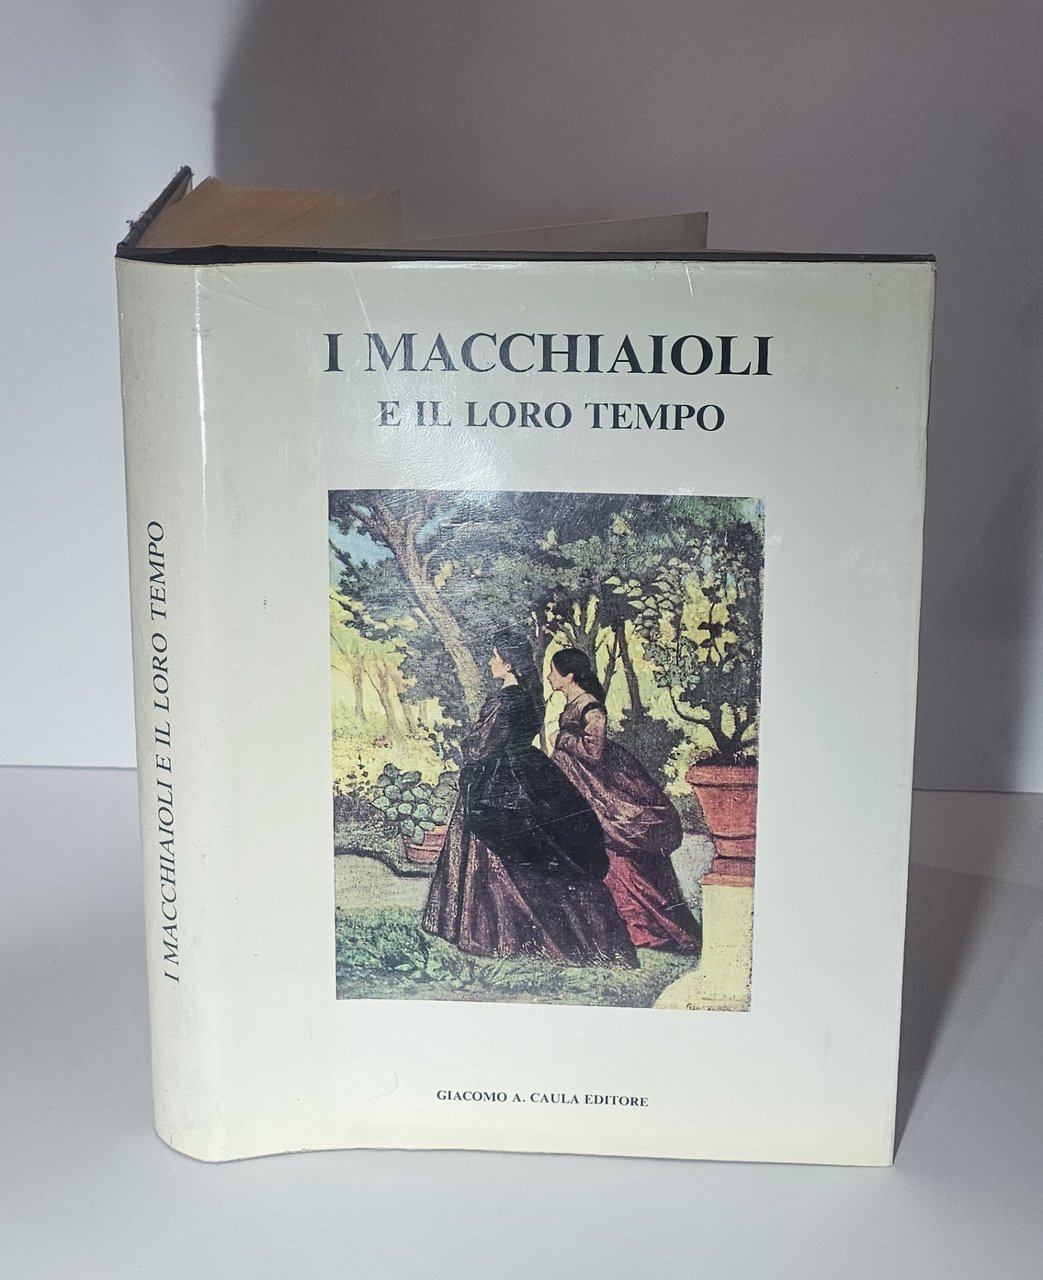 I MACCHIAIOLI
E IL LORO TEMPO
GIACOMO A. CAULA EDITORE
I MACCHIAIOLI E IL LORO TEMPO